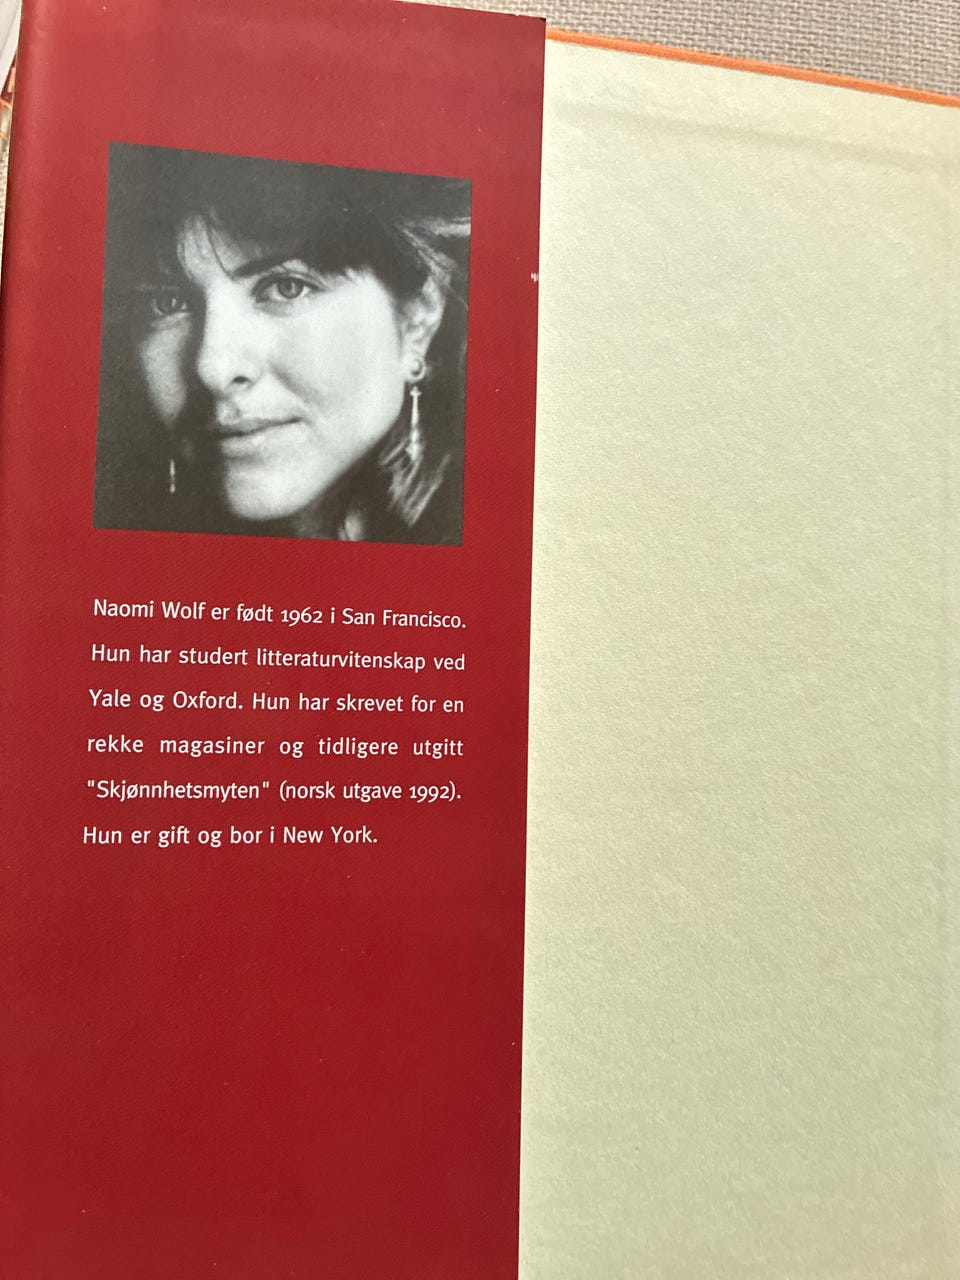 Naomi Wolf er født 1962 i San Francisco.
Hun har studert litteraturvitenskap ved
Yale og Oxford. Hun har skrevet for en
rekke magasiner og tidligere utgitt
"Skjønnhetsmyten" (norsk utgave 1992).
Hun er gift og bor i New York.